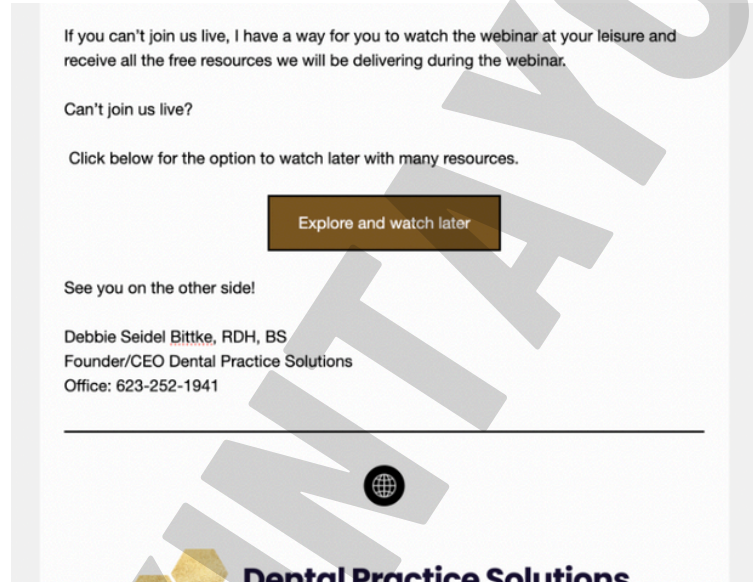 If you can’t join us live, I have a way for you to watch the webinar at your leisure and
receive all the free resources we will be delivering during the webinar.
Can’t join us live?
Click below for the option to watch later with many resources.
Explore and watch later
See you on the other side!
Debbie Seidel Bittke, RDH, BS
Founder/CEO Dental Practice Solutions
Office: 623-252-1941
Dental Practice Solutions